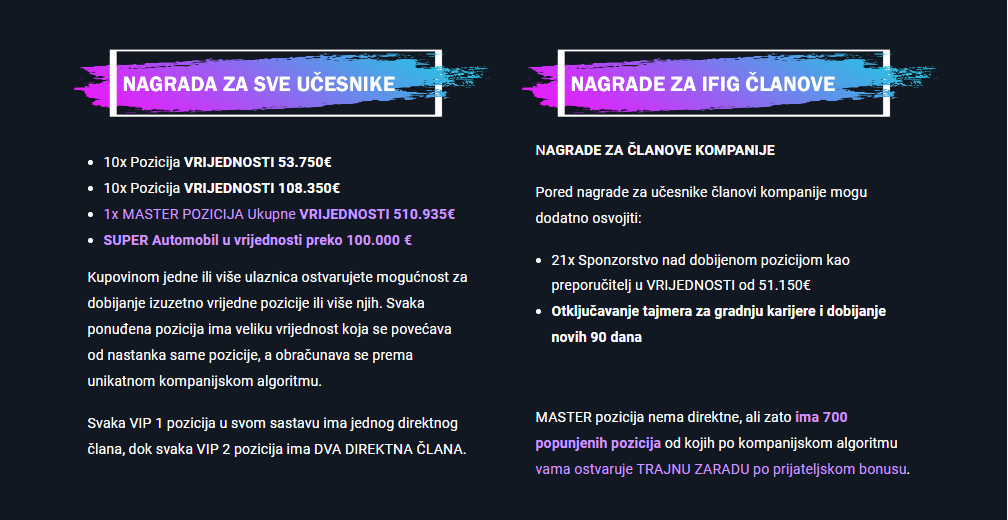 NAGRADA ZA SVE UČESNIKE
10x Pozicija VRIJEDNOSTI 53.750€
10x Pozicija VRIJEDNOSTI 108.350€
1x MASTER POZICIJA Ukupne VRIJEDNOSTI 510.935€
SUPER Automobil u vrijednosti preko 100.000 €
Kupovinom jedne ili više ulaznica ostvarujete mogućnost za
dobijanje izuzetno vrijedne pozicije ili više njih. Svaka
ponuđena pozicija ima veliku vrijednost koja se povećava
od nastanka same pozicije, a obračunava se prema
unikatnom kompanijskom algoritmu.
Svaka VIP 1 pozicija u svom sastavu ima jednog direktnog
člana, dok svaka VIP 2 pozicija ima DVA DIREKTNA ČLANA.
NAGRADE ZA IFIG ČLANOVE
NAGRADE ZA ČLANOVE KOMPANIJE
Pored nagrade za učesnike članovi kompanije mogu
dodatno osvojiti:
21x Sponzorstvo nad dobijenom pozicijom kao
preporučitelj u VRIJEDNOSTI od 51.150€
Otključavanje tajmera za gradnju karijere i dobijanje
novih 90 dana
MASTER pozicija nema direktne, ali zato ima 700
popunjenih pozicija od kojih po kompanijskom algoritmu
vama ostvaruje TRAJNU ZARADU po prijateljskom bonusu.